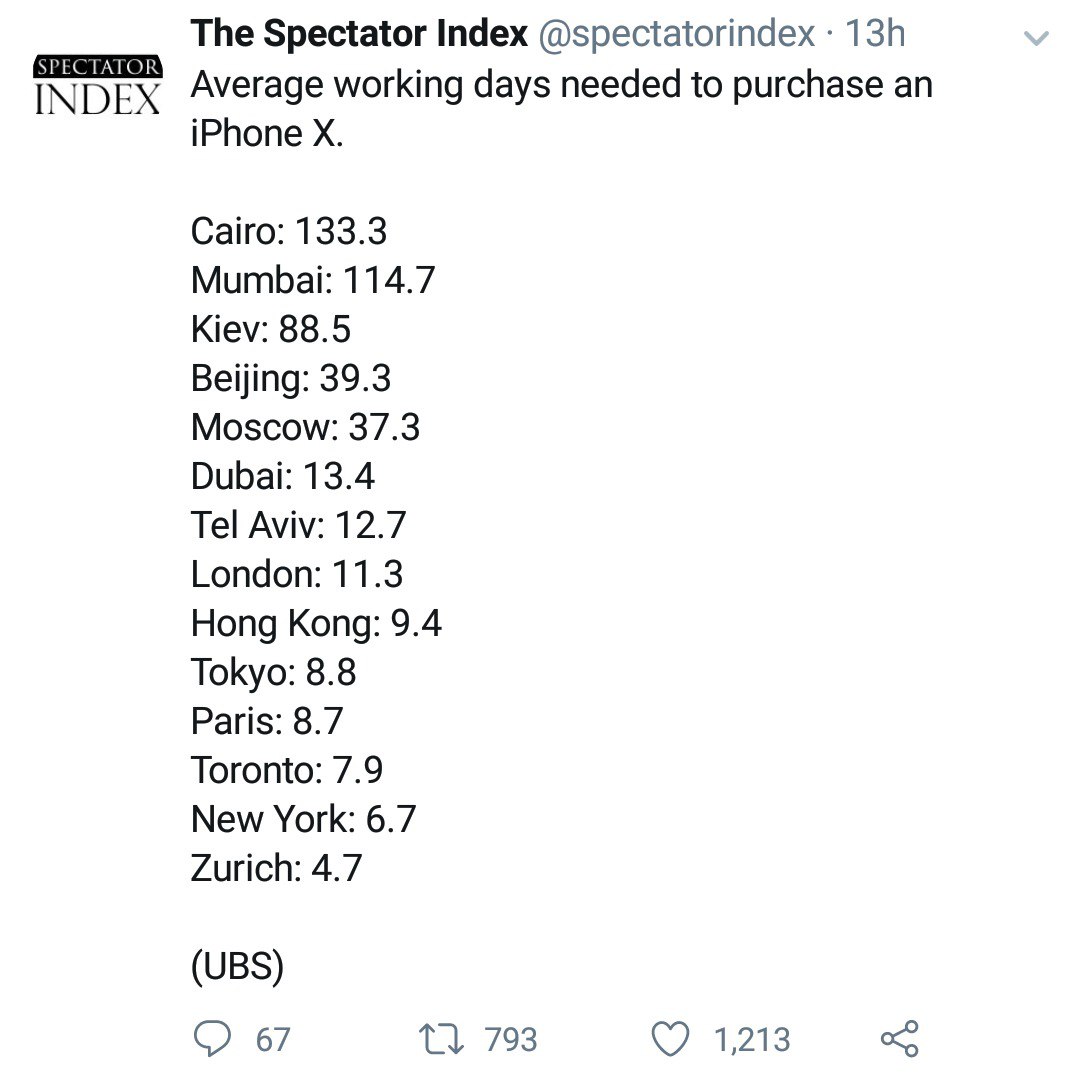 The Spectator Index @spectatorindex · 13h
SPECTATOR
INDEX
Average working days needed to purchase an
iPhone X.
Cairo: 133.3
Mumbai: 114.7
Kiev: 88.5
Beijing: 39.3
Moscow: 37.3
Dubai: 13.4
Tel Aviv: 12.7
London: 11.3
Hong Kong: 9.4
Tokyo: 8.8
Paris: 8.7
Toronto: 7.9
New York: 6.7
Zurich: 4.7
(UBS)
67 793 1,213